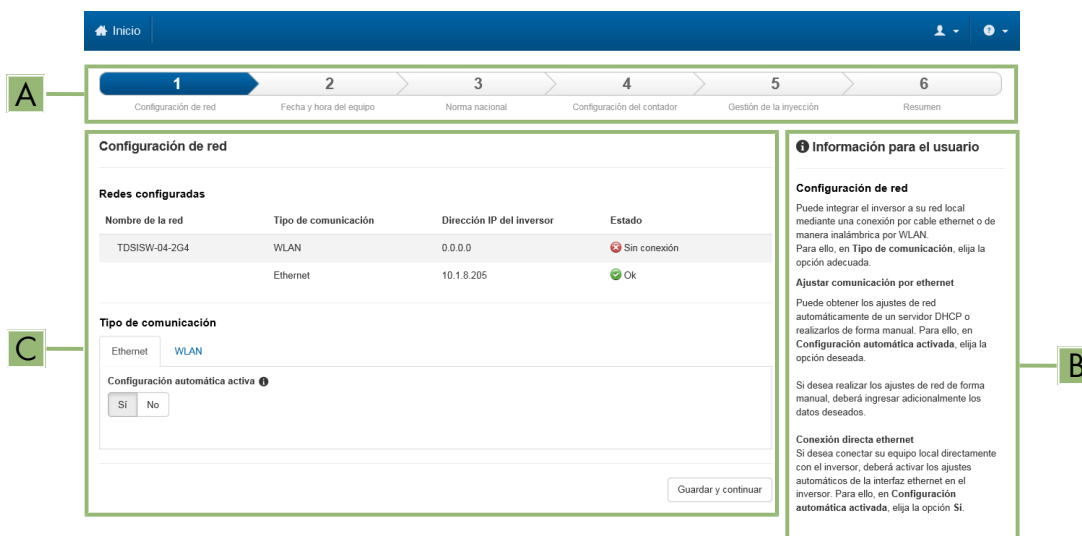 Inicio
A
1 2 3 4 5 6
Configuración de red Fecha y hora del equipo Norma nacional Configuración del contador Gestión de la inyección Resumen
C
Configuración de red
Redes configuradas
Nombre de la red Tipo de comunicación Dirección IP del inversor Estado
TDSISW-04-2G4 WLAN 0.0.0.0 Sin conexión
Ethernet 10.1.8.205 Ok
Tipo de comunicación
Ethernet WLAN
Configuración automática activa
Sí No
Guardar y continuar
Información para el usuario
Configuración de red
Puede integrar el inversor a su red local
mediante una conexión por cable ethernet o de
manera inalámbrica por WLAN.
Para ello, en Tipo de comunicación, elija la
opción adecuada.
Ajustar comunicación por ethernet
Puede obtener los ajustes de red
automáticamente de un servidor DHCP o
realizarlos de forma manual. Para ello, en
Configuración automática activada, elija la
opción deseada.
Si desea realizar los ajustes de red de forma
manual, deberá ingresar adicionalmente los
datos deseados.
Conexión directa ethernet
Si desea conectar su equipo local directamente
con el inversor, deberá activar los ajustes
automáticos de la interfaz ethernet en el
inversor. Para ello, en Configuración
automática activada, elija la opción Sí.
B